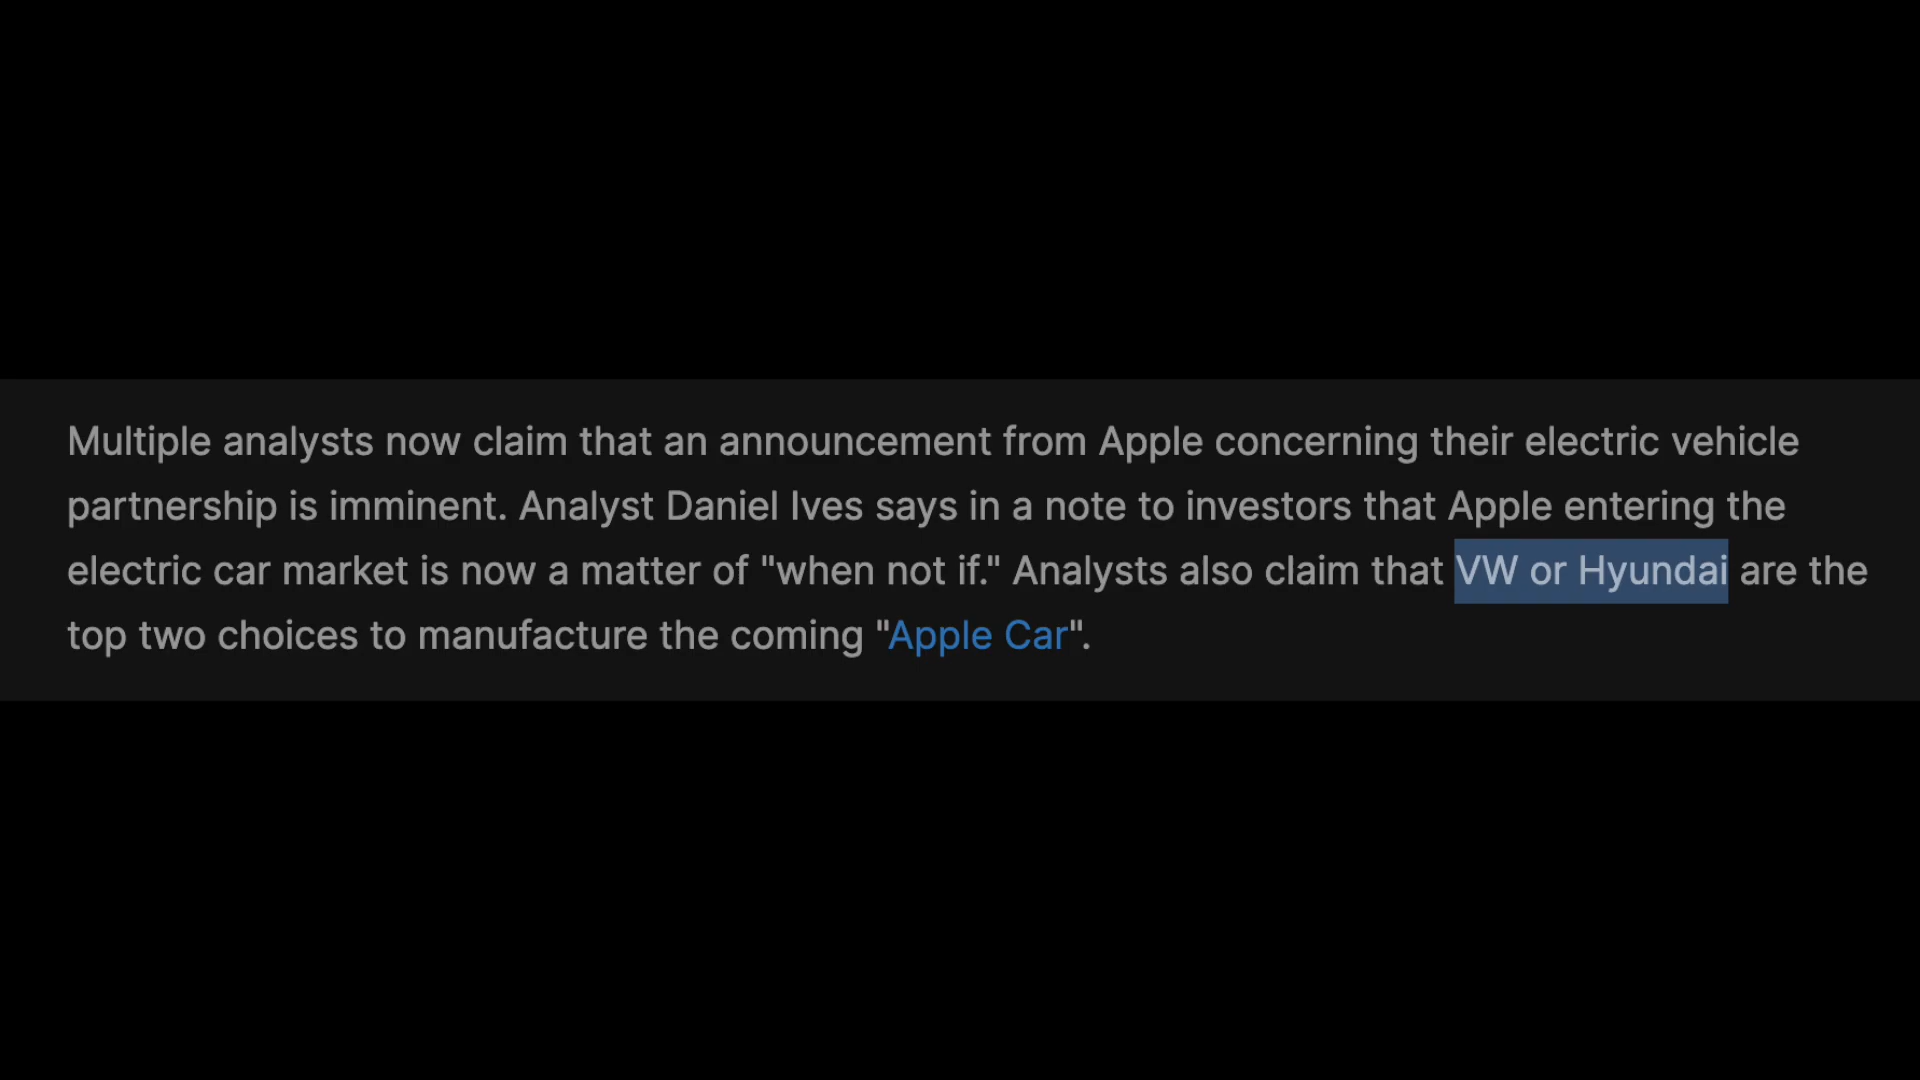 Multiple analysts now claim that an announcement from Apple concerning their electric vehicle
partnership is imminent. Analyst Daniel Ives says in a note to investors that Apple entering the
electric car market is now a matter of "when not if." Analysts also claim that VW or Hyundai are the
top two choices to manufacture the coming "Apple Car".